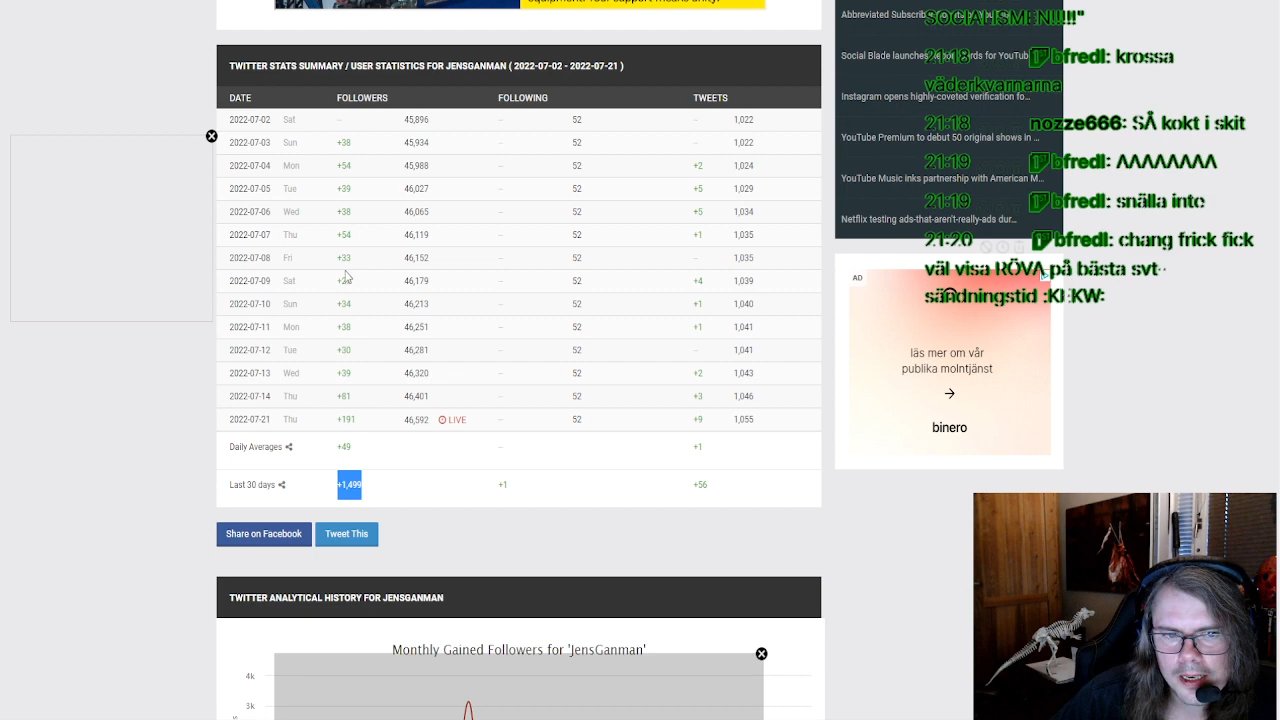 equipment! Your support means unity!
TWITTER STATS SUMMARY / USER STATISTICS FOR JENSGANMAN ( 2022-07-02 - 2022-07-21 )
DATE FOLLOWERS FOLLOWING TWEETS
2022-07-02 Sat -- 45,896 -- 52 -- 1,022
2022-07-03 Sun +38 45,934 -- 52 -- 1,022
2022-07-04 Mon +54 45,988 -- 52 +2 1,024
2022-07-05 Tue +39 46,027 -- 52 +5 1,029
2022-07-06 Wed +38 46,065 -- 52 +5 1,034
2022-07-07 Thu +54 46,119 -- 52 +1 1,035
2022-07-08 Fri +33 46,152 -- 52 -- 1,035
2022-07-09 Sat 46,179 -- 52 +4 1,039
2022-07-10 Sun +34 46,213 -- 52 +1 1,040
2022-07-11 Mon +38 46,251 -- 52 +1 1,041
2022-07-12 Tue +30 46,281 -- 52 -- 1,041
2022-07-13 Wed +39 46,320 -- 52 +2 1,043
2022-07-14 Thu +81 46,401 -- 52 +3 1,046
2022-07-21 Thu +191 46,592 LIVE -- 52 +9 1,055
Daily Averages +49 -- +1
Last 30 days +1,499 +1 +56
Share on Facebook Tweet This
TWITTER ANALYTICAL HISTORY FOR JENSGANMAN
Monthly Gained Followers for 'JensGanman'
4k
3k
Abbreviated
Social Blade launches for YouTub
Instagram opens highly-coveted verification fo...
YouTube Premium to debut 50 original shows in ...
YouTube Music inks partnership with American M...
Netflix testing ads-that-aren't-really-ads dur...
SOCIALISMEN!!!!!"
21:18 bfredl: krossa
väderkvarnarna
21:18 nozze666: SÅ kokt i skit
21:19 bfredl: ΛΛΛΛΛΛΛΛ
21:19 bfredl: snälla inte
21:20 bfredl: chang frick fick
väl visa RÖVA på bästa svt-
sändningstid :KEKW:
AD
läs mer om vår
publika molntjänst
→
binero